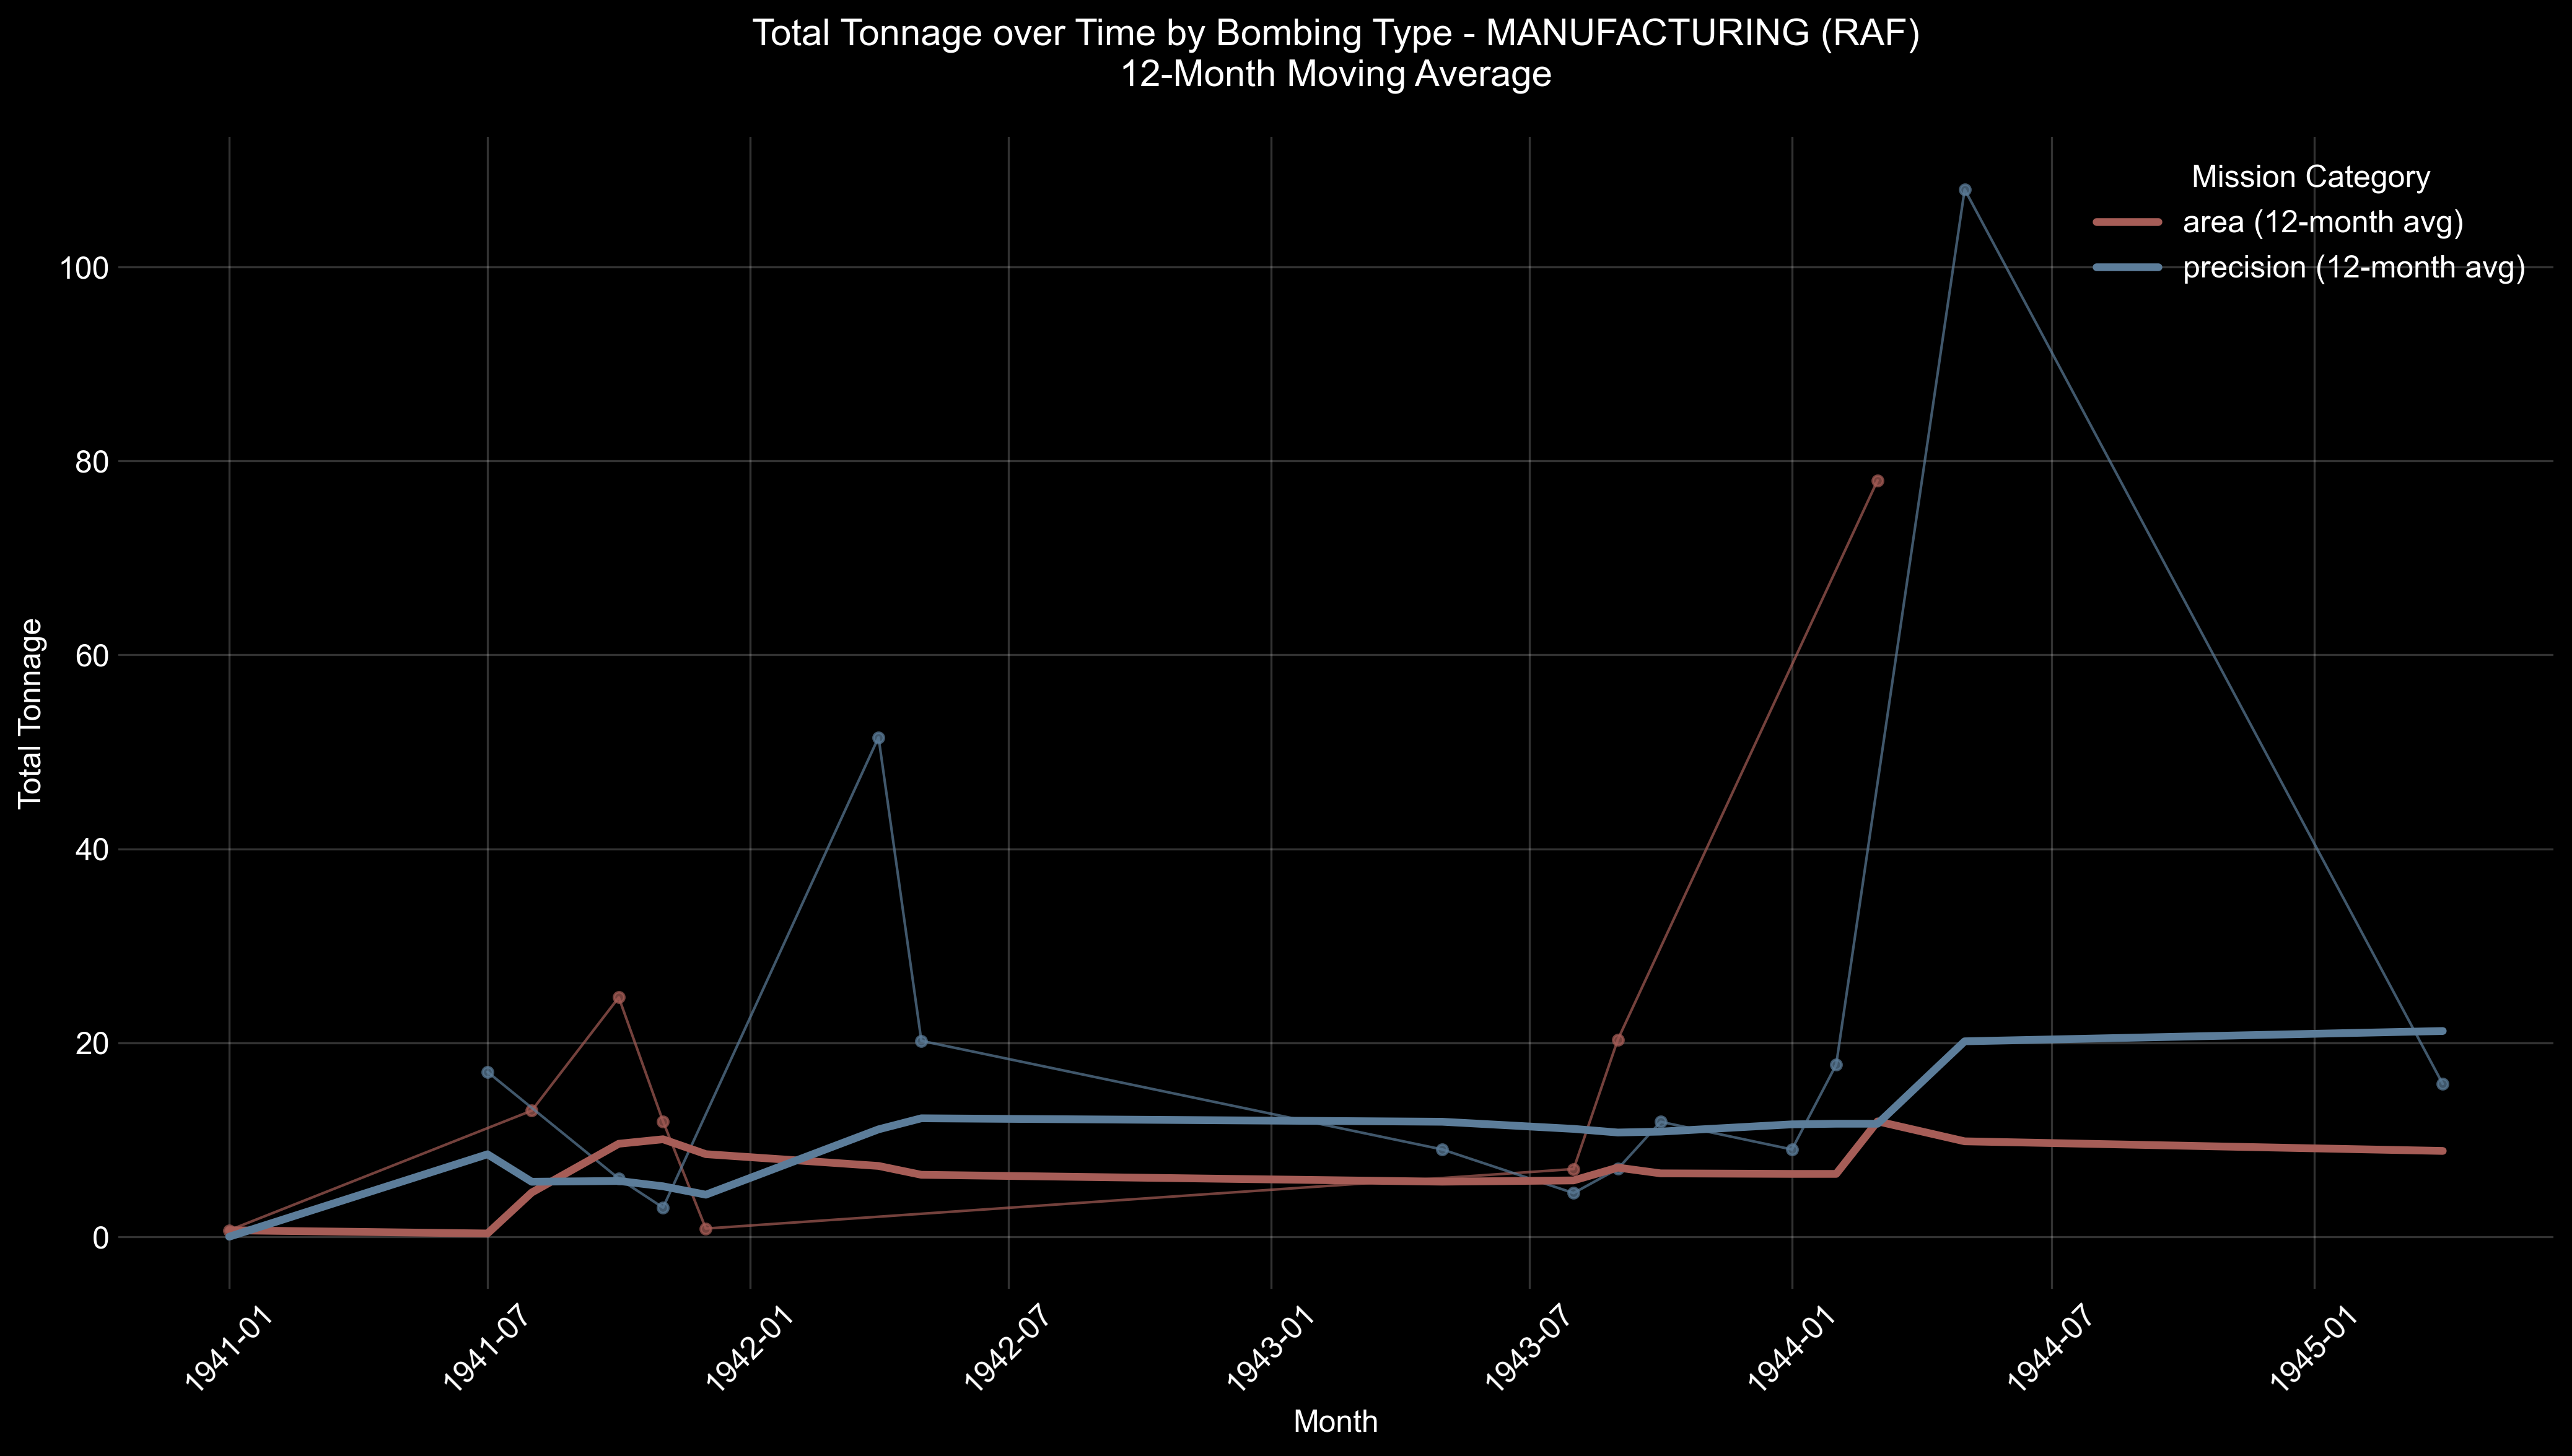 Total Tonnage over Time by Bombing Type - MANUFACTURING (RAF)
12-Month Moving Average
Mission Category
area (12-month avg)
precision (12-month avg)
Total Tonnage
100
80
60
40
20
0
1941-01
1941-07
1942-01
1942-07
1943-01
1943-07
1944-01
1944-07
1945-01
Month